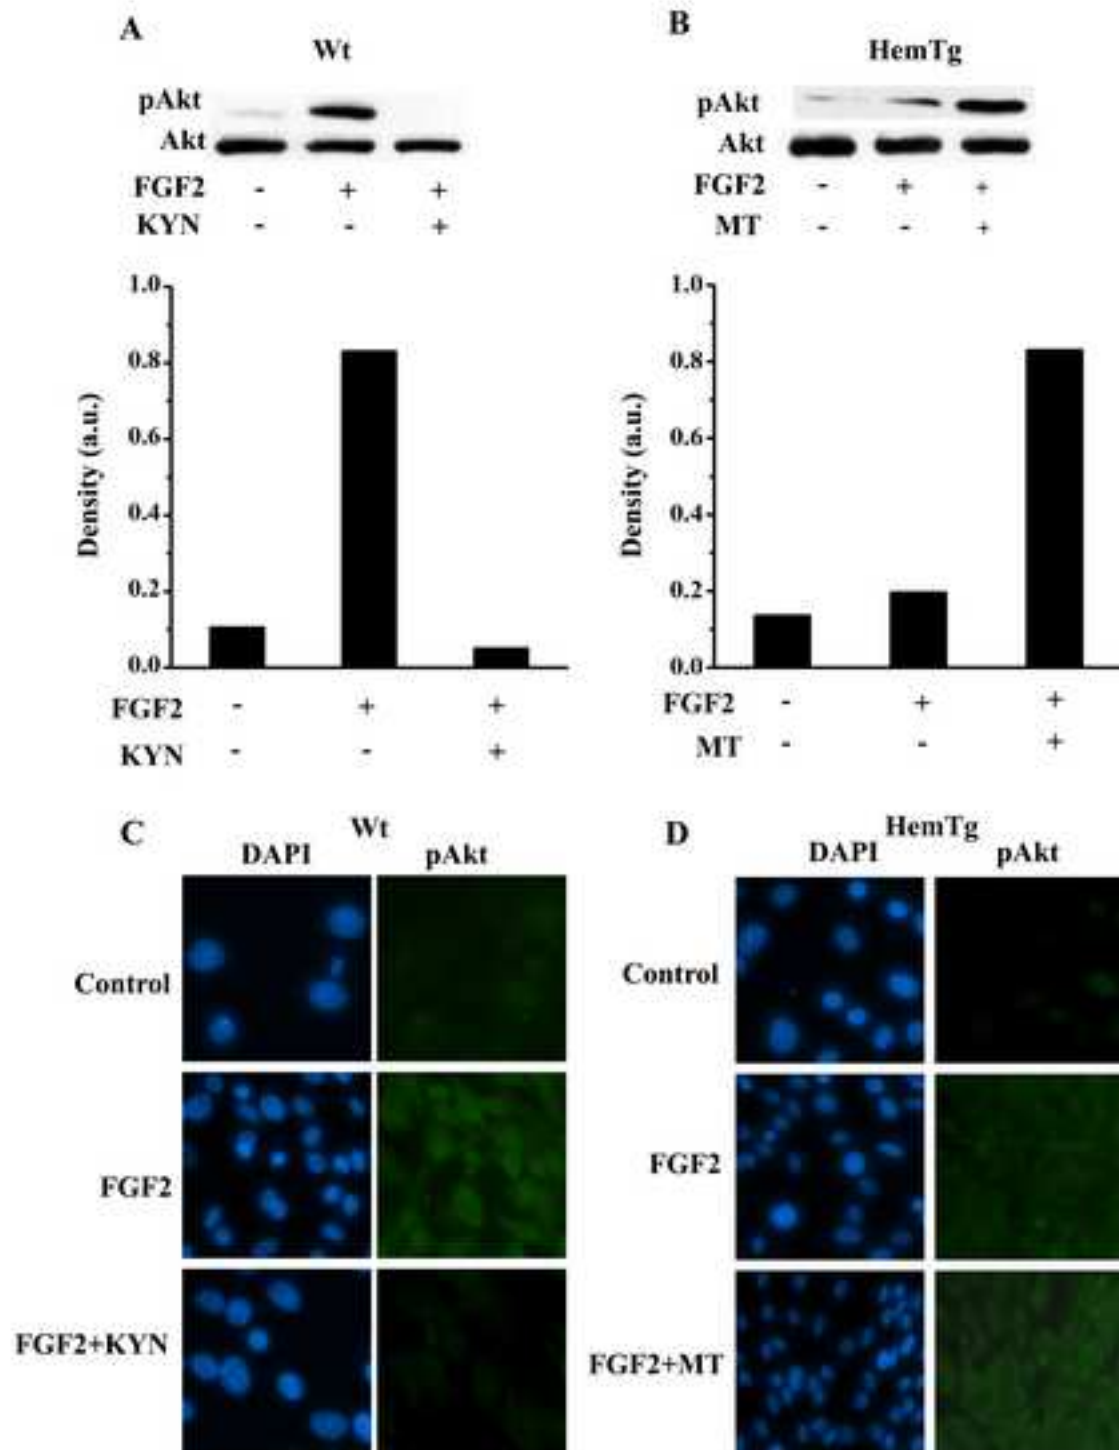 A
Wt
pAkt
Akt
FGF2 - + +
KYN - - +
1.0
0.8
0.6
0.4
0.2
0.0
Density (a.u.)
FGF2 - + +
KYN - - +
B
HemTg
pAkt
Akt
FGF2 - + +
MT - - +
1.0
0.8
0.6
0.4
0.2
0.0
Density (a.u.)
FGF2 - + +
MT - - +
C
Wt
DAPI pAkt
Control
FGF2
FGF2+KYN
D
HemTg
DAPI pAkt
Control
FGF2
FGF2+MT